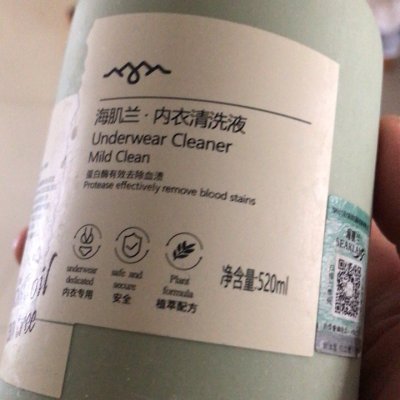 海肌兰·内衣清洗液
Underwear Cleaner
Mild Clean
蛋白酶有效去除血渍
Protease effectively remove blood stains
underwear
dedicated
内衣专用
safe and
secure
安全
Plant
formula
植萃配方
净含量:520ml
oil
tree